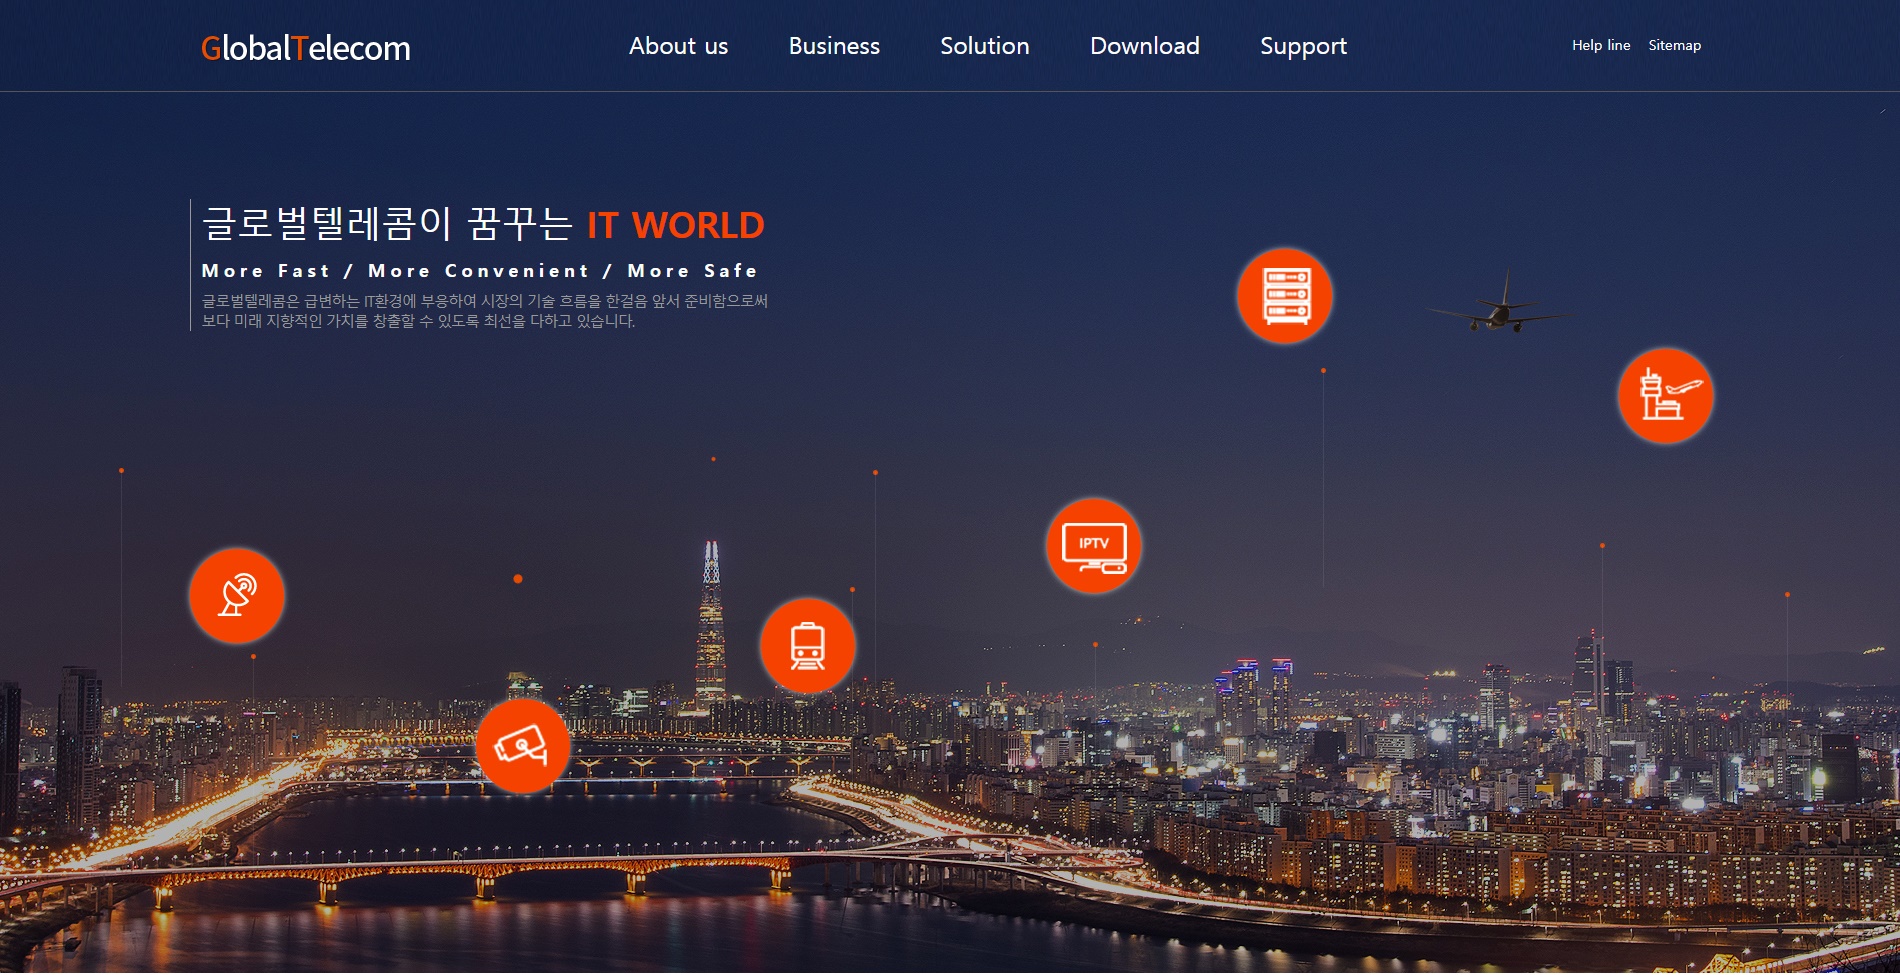 GlobalTelecom
About us
Business
Solution
Download
Support
Help line
Sitemap
글로벌텔레콤이 꿈꾸는 IT WORLD
More Fast / More Convenient / More Safe
글로벌텔레콤은 급변하는 IT환경에 부응하여 시장의 기술 흐름을 한걸음 앞서 준비함으로써
보다 미래 지향적인 가치를 창출할 수 있도록 최선을 다하고 있습니다.
IPTV